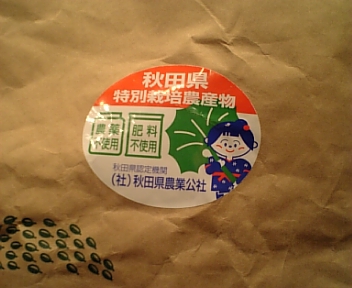 秋田県
特別栽培農産物
農薬 肥料
不使用 不使用
秋田県認定機関
(社)秋田県農業公社